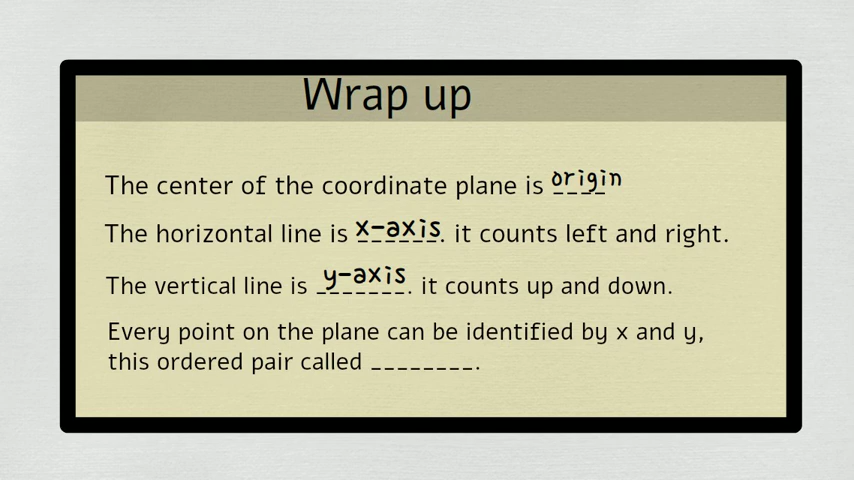 Wrap up
The center of the coordinate plane is origin
The horizontal line is x-axis. it counts left and right.
The vertical line is y-axis. it counts up and down.
Every point on the plane can be identified by x and y,
this ordered pair called ________.